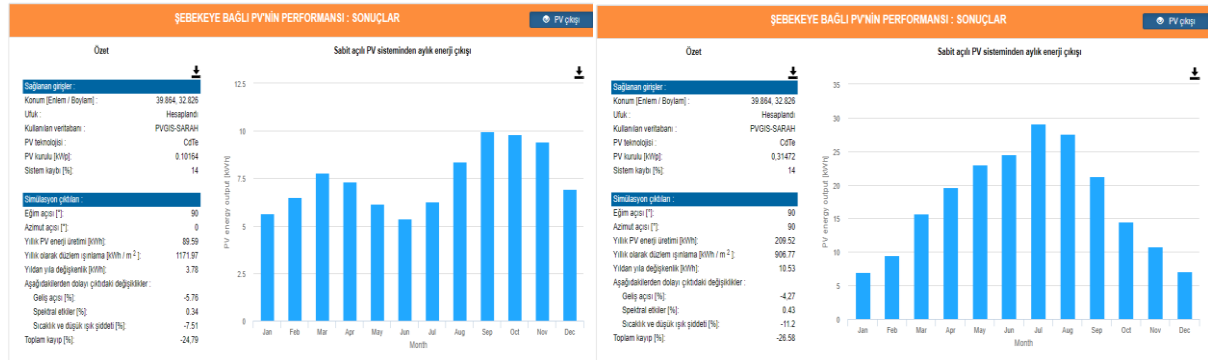 ŞEBEKEYE BAĞLI PV'NİN PERFORMANSI : SONUÇLAR
PV çıkışı
Özet
Sağlanan girişler :
Konum [Enlem / Boylam] : 39.864, 32.826
Ufuk : Hesaplandı
Kullanılan veritabanı : PVGIS-SARAH
PV teknolojisi : CdTe
PV kurulu [kWp]: 0.10164
Sistem kaybı [%]: 14
Simülasyon çıktıları :
Eğim açısı [°]: 90
Azimut açısı [°]: 0
Yıllık PV enerji üretimi [kWh]: 89.59
Yıllık olarak düzlem ışınlama [kWh / m 2 ]: 1171.97
Yıldan yıla değişkenlik [kWh]: 3.78
Aşağıdakilerden dolayı çıktıdaki değişiklikler :
Geliş açısı [%]: -5.76
Spektral etkiler [%]: 0.34
Sıcaklık ve düşük ışık şiddeti [%]: -7.51
Toplam kayıp [%]: -24,79
Sabit açılı PV sisteminden aylık enerji çıkışı
PV energy output [kWh]
12.5
10
7.5
5
2.5
0
Jan Feb Mar Apr May Jun Jul Aug Sep Oct Nov Dec
Month
ŞEBEKEYE BAĞLI PV'NİN PERFORMANSI : SONUÇLAR
PV çıkışı
Özet
Sağlanan girişler :
Konum [Enlem / Boylam] : 39.864, 32.826
Ufuk : Hesaplandı
Kullanılan veritabanı : PVGIS-SARAH
PV teknolojisi : CdTe
PV kurulu [kWp]: 0,31472
Sistem kaybı [%]: 14
Simülasyon çıktıları :
Eğim açısı [°]: 90
Azimut açısı [°]: 90
Yıllık PV enerji üretimi [kWh]: 209.52
Yıllık olarak düzlem ışınlama [kWh / m 2 ]: 906.77
Yıldan yıla değişkenlik [kWh]: 10.53
Aşağıdakilerden dolayı çıktıdaki değişiklikler :
Geliş açısı [%]: -4,27
Spektral etkiler [%]: 0.43
Sıcaklık ve düşük ışık şiddeti [%]: -11.2
Toplam kayıp [%]: -26.58
Sabit açılı PV sisteminden aylık enerji çıkışı
PV energy output [kWh]
35
30
25
20
15
10
5
0
Jan Feb Mar Apr May Jun Jul Aug Sep Oct Nov Dec
Month